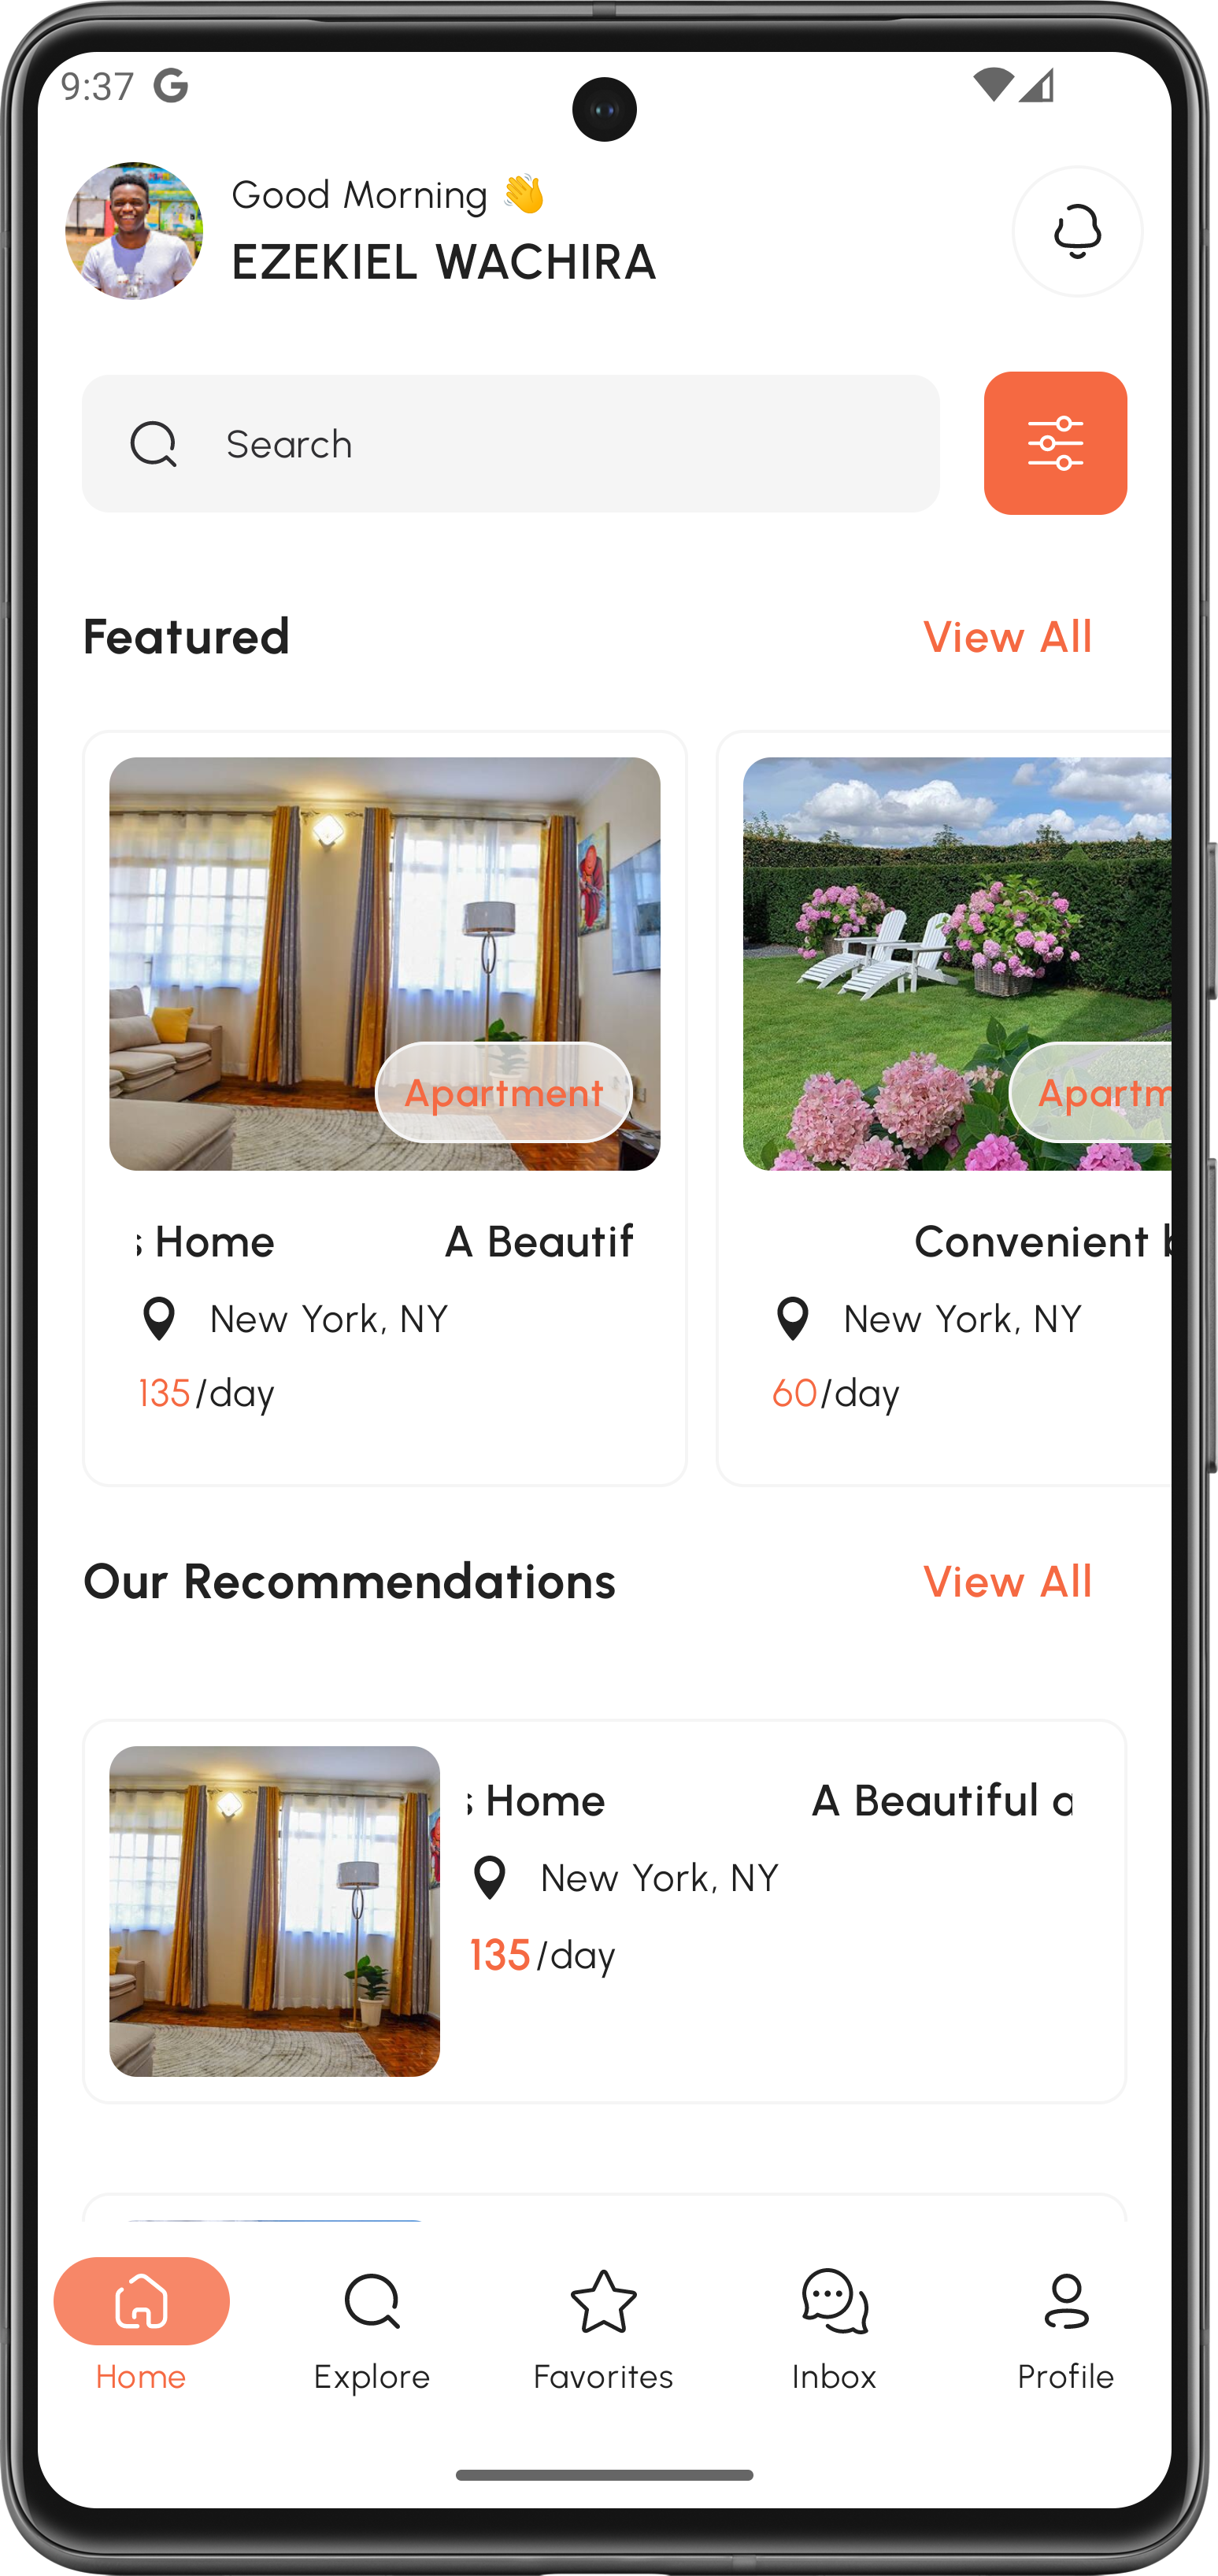 9:37
Good Morning 👋
EZEKIEL WACHIRA
Search
Featured View All
Apartment
Home A Beautif
New York, NY
135/day
Convenient
New York, NY
60/day
Our Recommendations View All
Home A Beautiful
New York, NY
135/day
Home Explore Favorites Inbox Profile